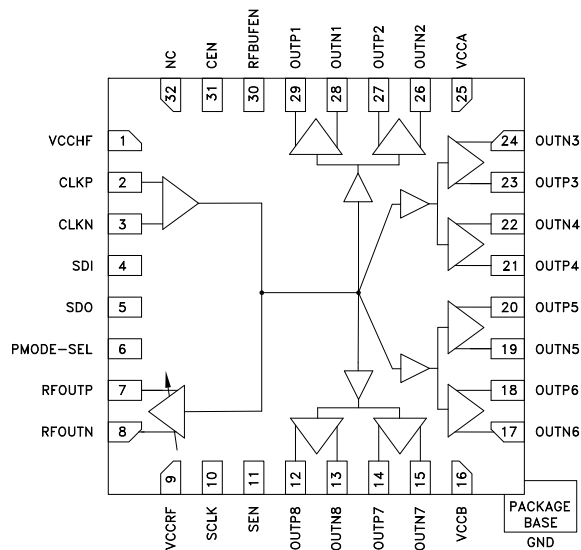 NC
CEN
RFBUFEN
OUTP1
OUTN1
OUTP2
OUTN2
VCCA
32
31
30
29
28
27
26
25
VCCHF
1
24
OUTN3
CLKP
2
23
OUTP3
CLKN
3
22
OUTN4
SDI
4
21
OUTP4
SDO
5
20
OUTP5
PMODE-SEL
6
19
OUTN5
RFOUTP
7
18
OUTP6
RFOUTN
8
17
OUTN6
9
10
11
12
13
14
15
16
VCCRF
SCLK
SEN
OUTP8
OUTN8
OUTP7
OUTN7
VCCB
PACKAGE
BASE
GND